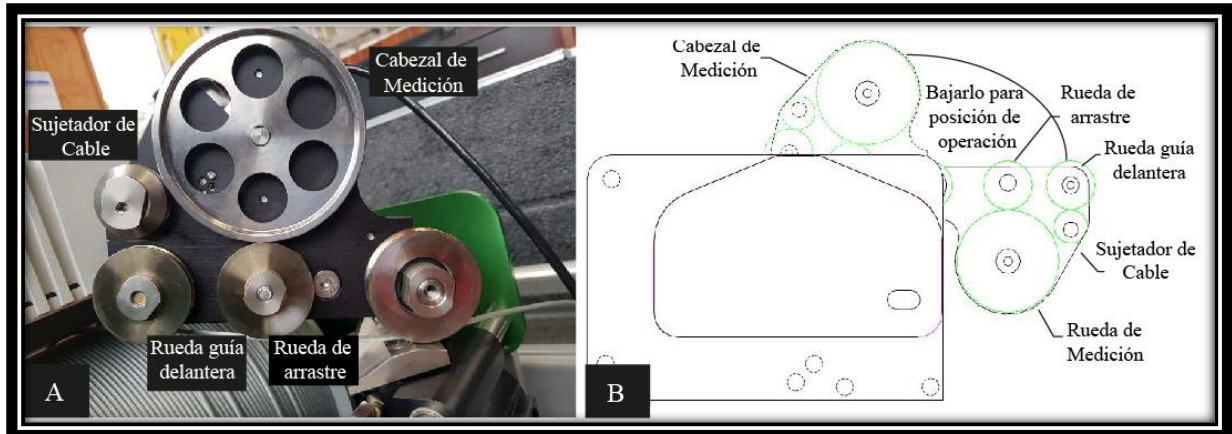 Cabezal de
Medición
Sujetador de
Cable
Rueda guía
delantera
Rueda de
arrastre
A
Cabezal de
Medición
Bajarlo para
posición de
operación
Rueda de
arrastre
Rueda guía
delantera
Sujetador de
Cable
Rueda de
Medición
B